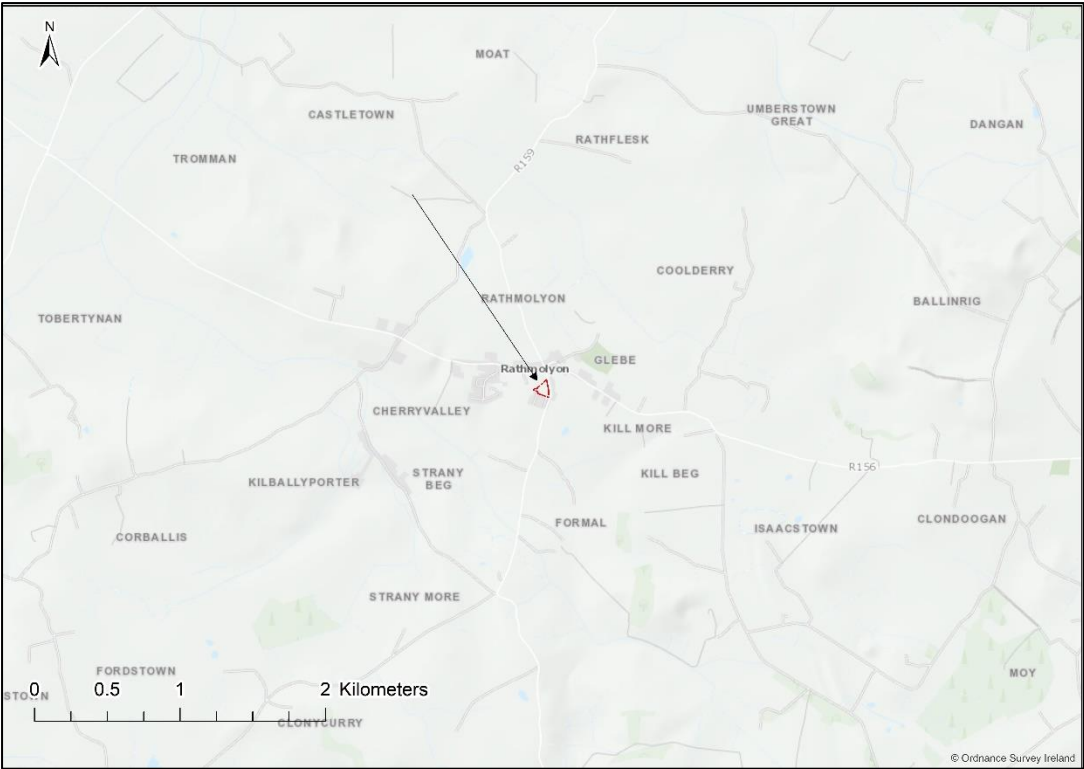 N
MOAT
CASTLETOWN
UMBERSTOWN
GREAT
DANGAN
RATHFLESK
R159
TROMMAN
COOLDERRY
RATHMOLYON
BALLINRIG
TOBERTYNAN
GLEBE
Rathmolyon
CHERRYVALLEY
KILL MORE
R156
STRANY
BEG
KILL BEG
KILBALLYPORTER
FORMAL
ISAACSTOWN
CLONDOOGAN
CORBALLIS
STRANY MORE
FORDSTOWN
MOY
STOWN
0 0.5 1 2 Kilometers
CLONYCURRY
© Ordnance Survey Ireland